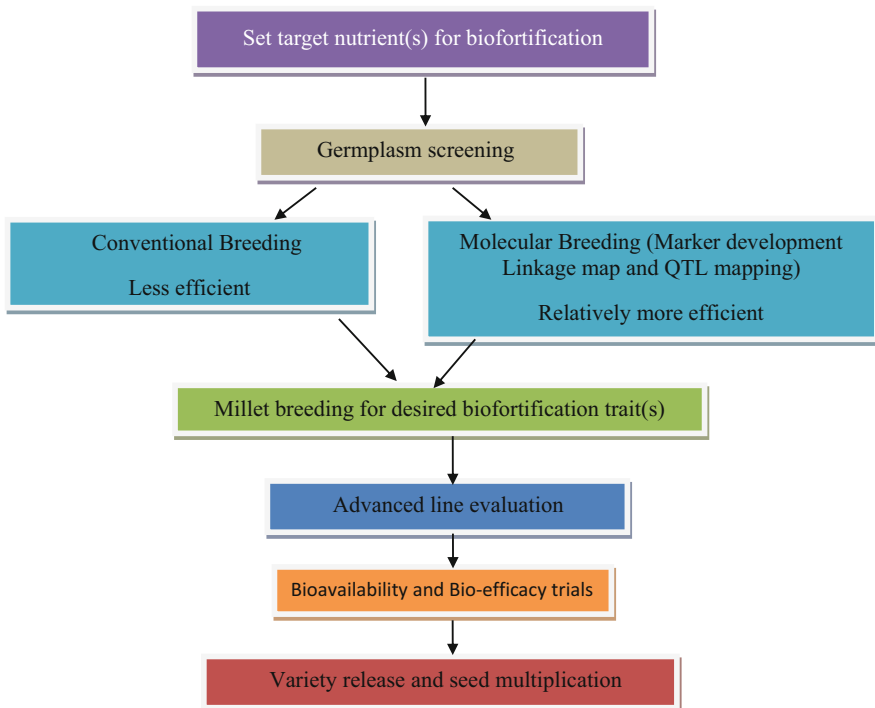 Set target nutrient(s) for biofortification
Germplasm screening
Conventional Breeding
Less efficient
Molecular Breeding (Marker development
Linkage map and QTL mapping)
Relatively more efficient
Millet breeding for desired biofortification trait(s)
Advanced line evaluation
Bioavailability and Bio-efficacy trials
Variety release and seed multiplication